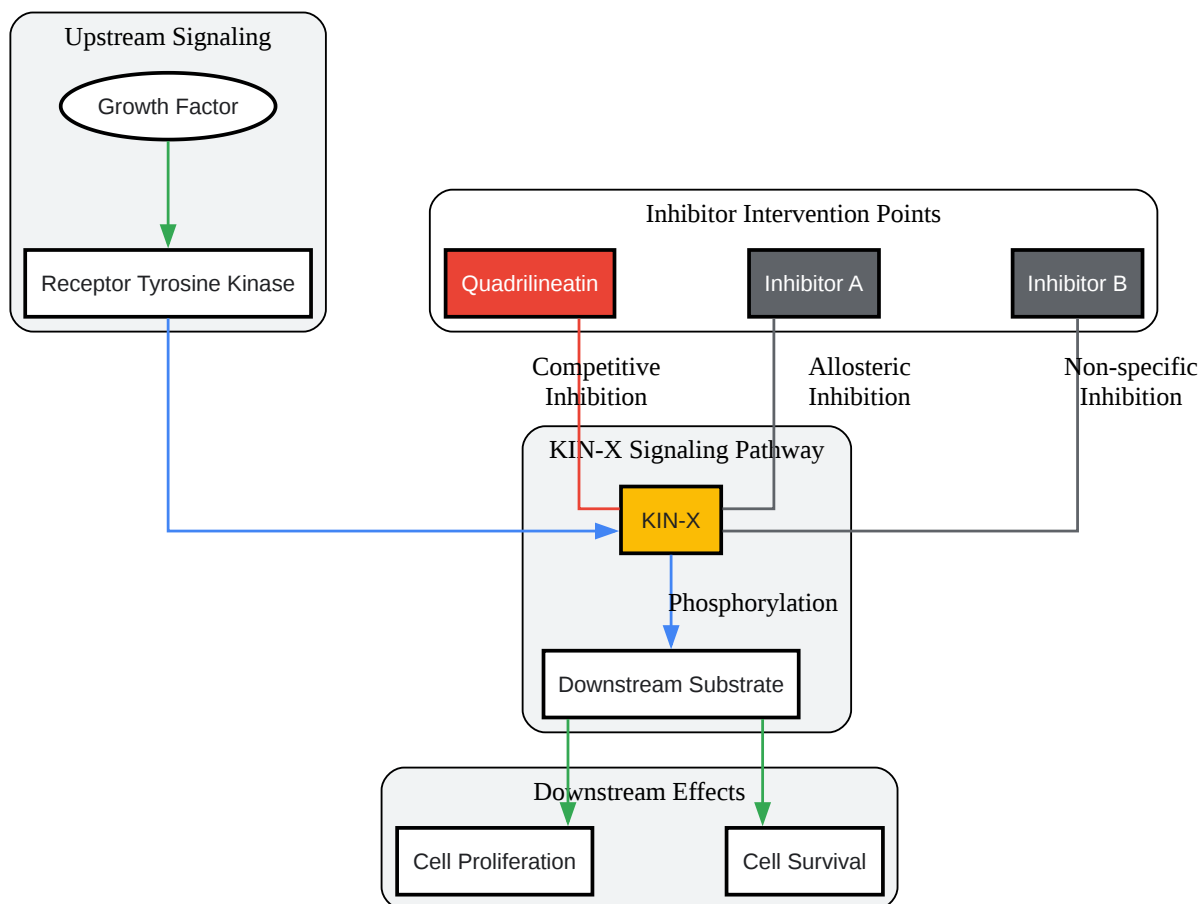 Upstream Signaling
Growth Factor
Receptor Tyrosine Kinase
Inhibitor Intervention Points
Quadrilineatin
Inhibitor A
Inhibitor B
Competitive
Inhibition
Allosteric
Inhibition
Non-specific
Inhibition
KIN-X Signaling Pathway
KIN-X
Phosphorylation
Downstream Substrate
Downstream Effects
Cell Proliferation
Cell Survival